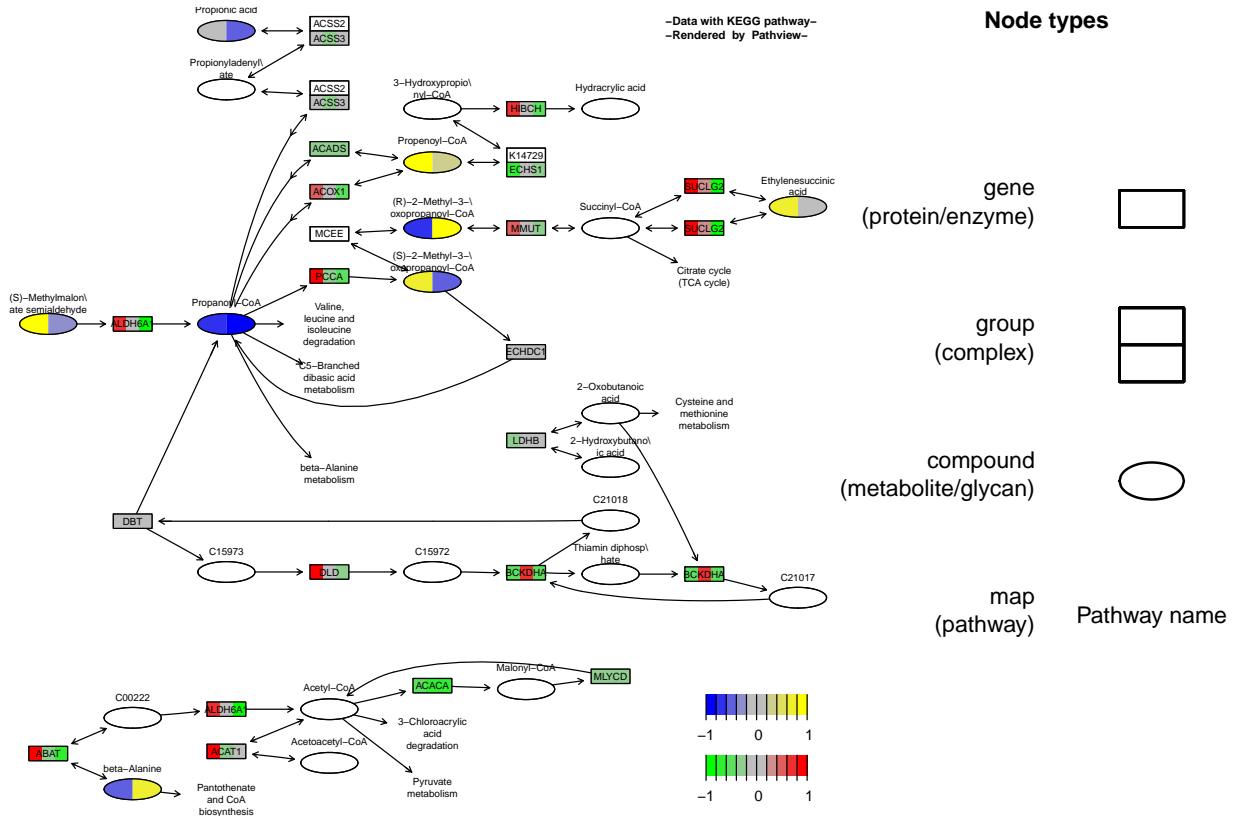 Propionic acid
ACSS2
ACSS3
−Data with KEGG pathway−
−Rendered by Pathview−
Node types
Propionyladenyl\
ate
ACSS2
ACSS3
3−Hydroxypropio\
nyl−CoA
HIBCH
Hydracrylic acid
ACADS
Propenoyl−CoA
K14729
ECHS1
ACOX1
(R)−2−Methyl−3−\
oxopropanoyl−CoA
MCEE
MMUT
Succinyl−CoA
SUCLG2
SUCLG2
Ethylenesuccinic
acid
gene
(protein/enzyme)
(S)−2−Methyl−3−\
oxopropanoyl−CoA
PCCA
Citrate cycle
(TCA cycle)
(S)−Methylmalon\
ate semialdehyde
ALDH6A1
Propanoyl−CoA
Valine,
leucine and
isoleucine
degradation
group
(complex)
ECHDC1
C5−Branched
dibasic acid
metabolism
2−Oxobutanoic
acid
Cysteine and
methionine
metabolism
LDHB
2−Hydroxybutano\
ic acid
beta−Alanine
metabolism
compound
(metabolite/glycan)
DBT
C21018
C15973
DLD
C15972
BCKDHA
Thiamin diphosp\
hate
BCKDHA
C21017
map
(pathway)
Pathway name
C00222
ALDH6A1
Acetyl−CoA
ACACA
Malonyl−CoA
MLYCD
3−Chloroacrylic
acid
degradation
ABAT
ACAT1
Acetoacetyl−CoA
Pyruvate
metabolism
beta−Alanine
Pantothenate
and CoA
biosynthesis
−1 0 1
−1 0 1